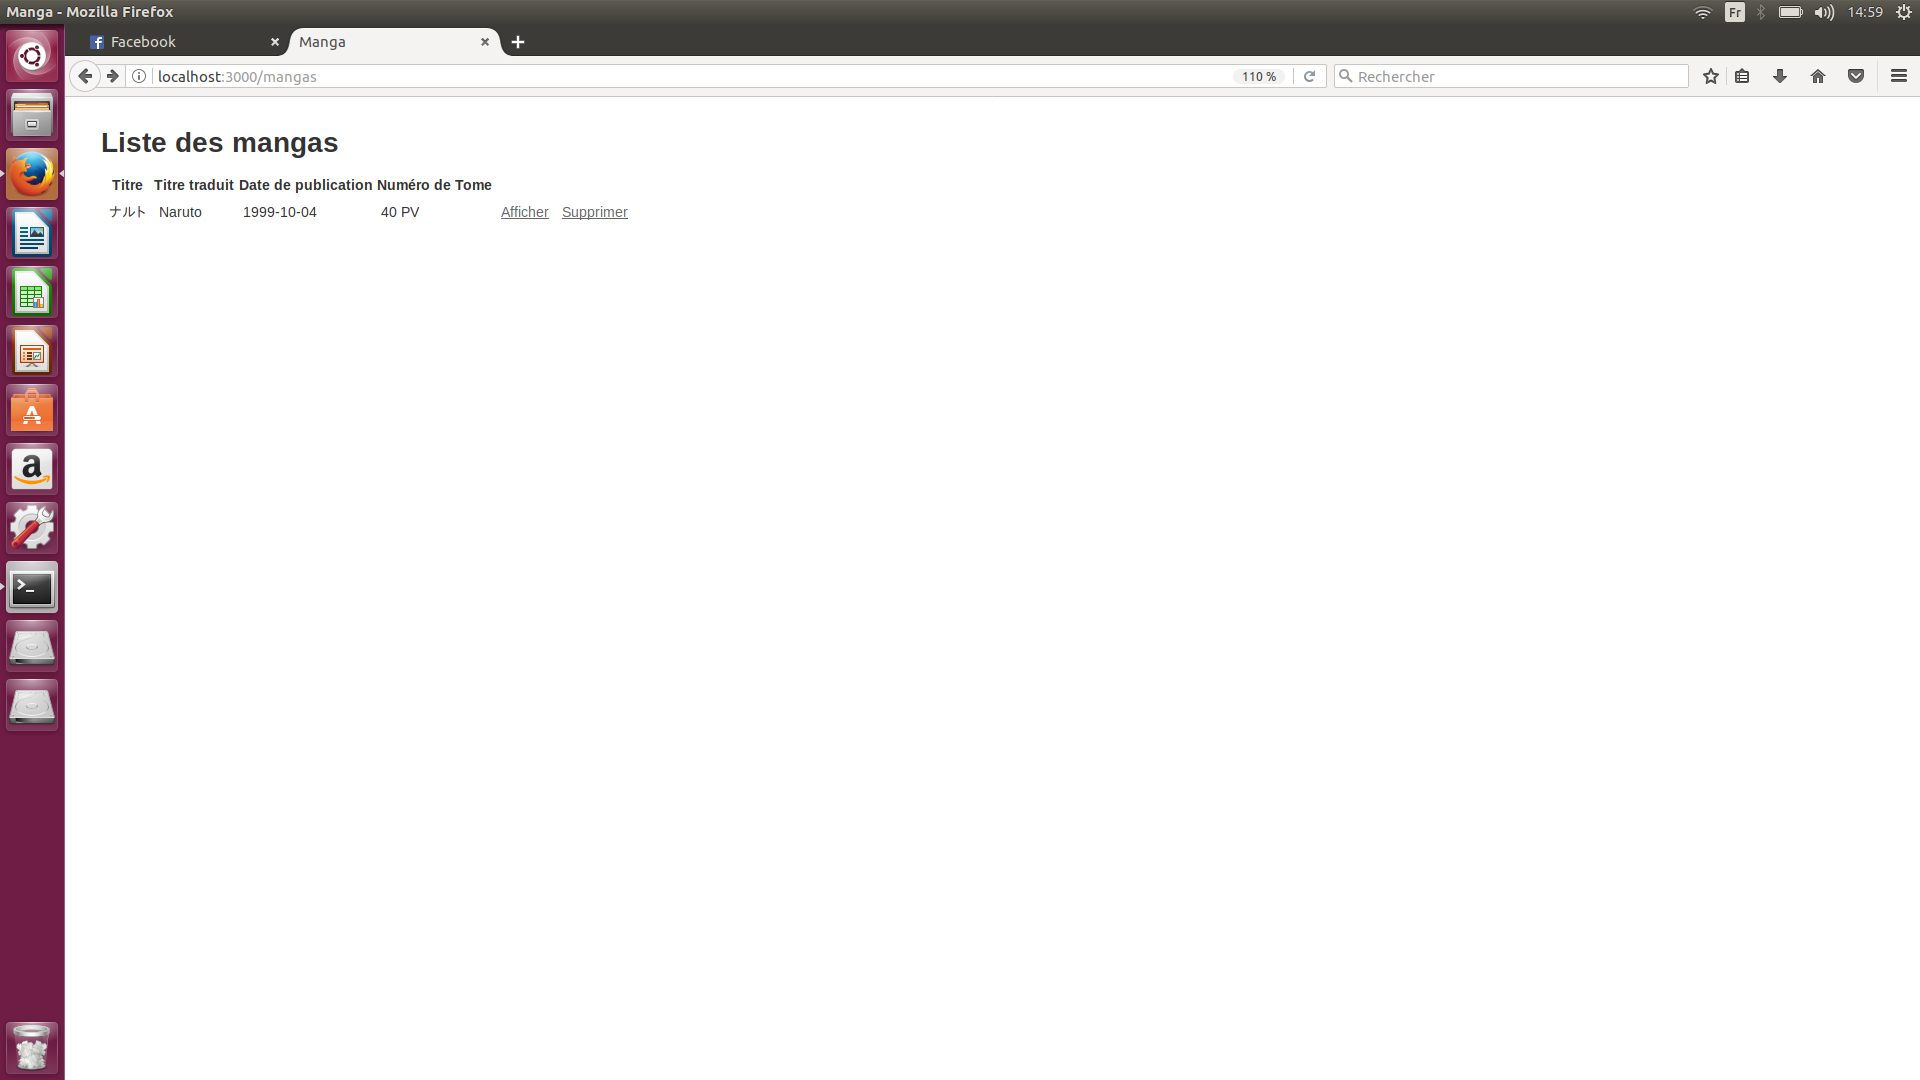 Manga - Mozilla Firefox
Fr
14:59
Facebook
Manga
localhost:3000/mangas
110 %
Rechercher
Liste des mangas
Titre Titre traduit Date de publication Numéro de Tome
ナルト Naruto 1999-10-04 40 PV Afficher Supprimer